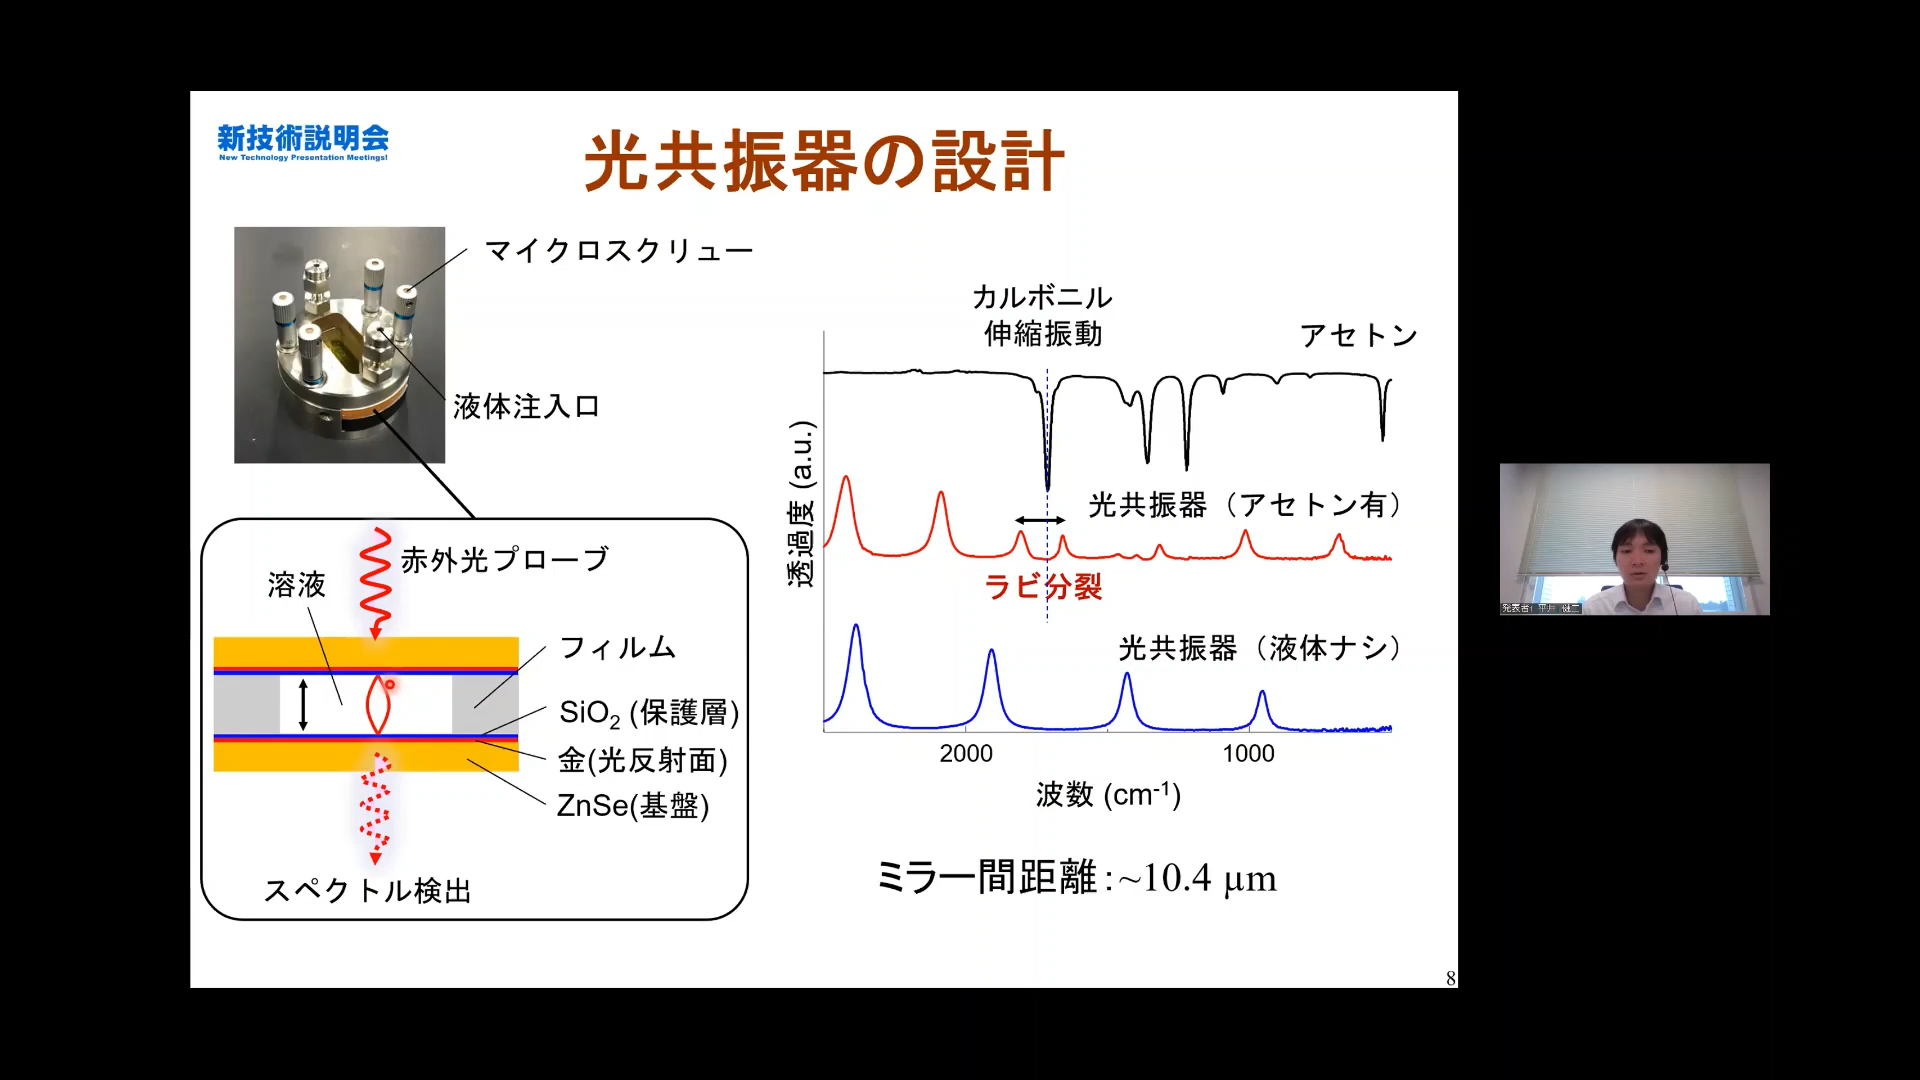 新技術説明会
New Technology Presentation Meetings!
光共振器の設計
マイクロスクリュー
液体注入口
赤外光プローブ
溶液
フィルム
SiO2 (保護層)
金(光反射面)
ZnSe(基盤)
スペクトル検出
カルボニル
伸縮振動
アセトン
光共振器（アセトン有）
ラビ分裂
光共振器（液体ナシ）
透過度 (a.u.)
2000
1000
波数 (cm-1)
ミラー間距離:~10.4 µm
8